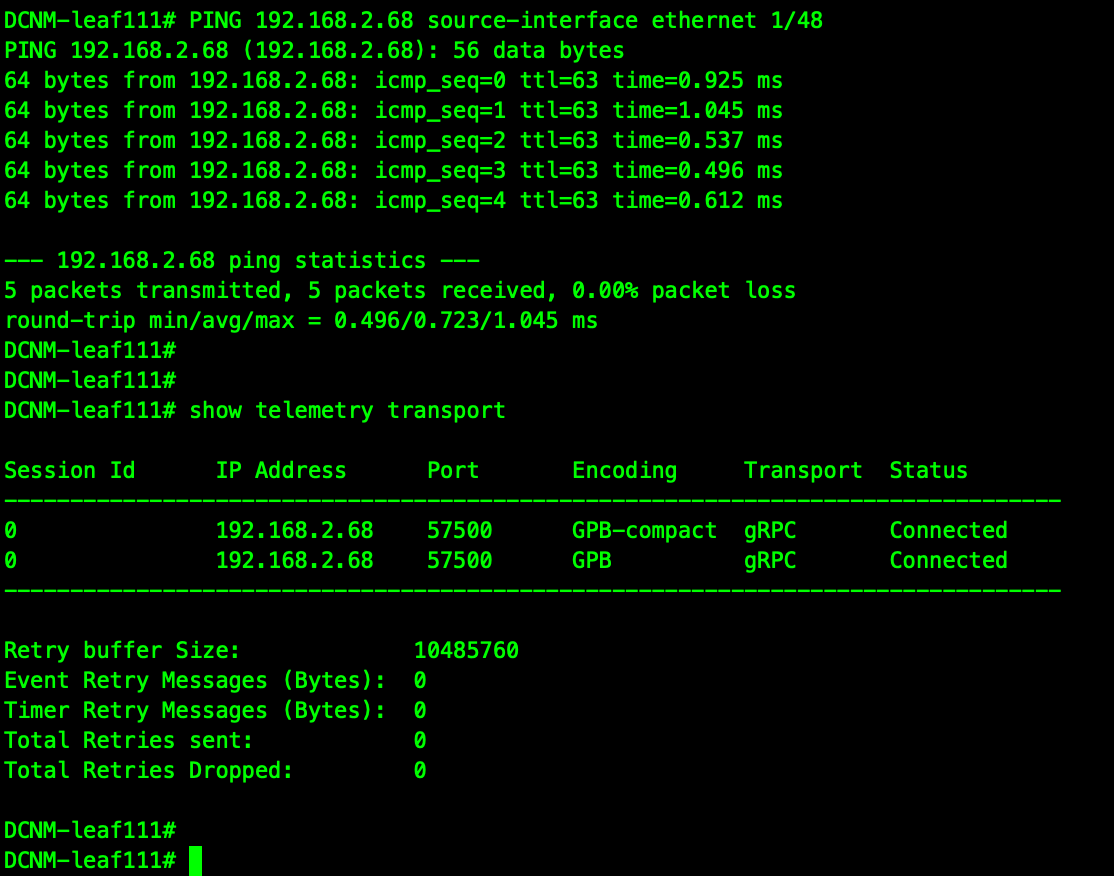 DCNM-leaf111# PING 192.168.2.68 source-interface ethernet 1/48
PING 192.168.2.68 (192.168.2.68): 56 data bytes
64 bytes from 192.168.2.68: icmp_seq=0 ttl=63 time=0.925 ms
64 bytes from 192.168.2.68: icmp_seq=1 ttl=63 time=1.045 ms
64 bytes from 192.168.2.68: icmp_seq=2 ttl=63 time=0.537 ms
64 bytes from 192.168.2.68: icmp_seq=3 ttl=63 time=0.496 ms
64 bytes from 192.168.2.68: icmp_seq=4 ttl=63 time=0.612 ms

--- 192.168.2.68 ping statistics ---
5 packets transmitted, 5 packets received, 0.00% packet loss
round-trip min/avg/max = 0.496/0.723/1.045 ms
DCNM-leaf111#
DCNM-leaf111#
DCNM-leaf111# show telemetry transport

Session Id      IP Address      Port       Encoding     Transport  Status
--------------------------------------------------------------------------------
0               192.168.2.68    57500      GPB-compact  gRPC       Connected
0               192.168.2.68    57500      GPB          gRPC       Connected
--------------------------------------------------------------------------------

Retry buffer Size:             10485760
Event Retry Messages (Bytes):  0
Timer Retry Messages (Bytes):  0
Total Retries sent:            0
Total Retries Dropped:         0

DCNM-leaf111#
DCNM-leaf111#